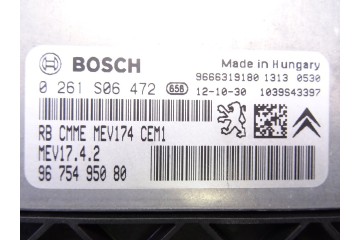 BOSCH
Made in Hungary
9666319180 1313 0530
0 261 S06 472 656 12-10-30 1039S43397
RB CMME MEV174 CEM1
MEV17.4.2
96 754 950 80